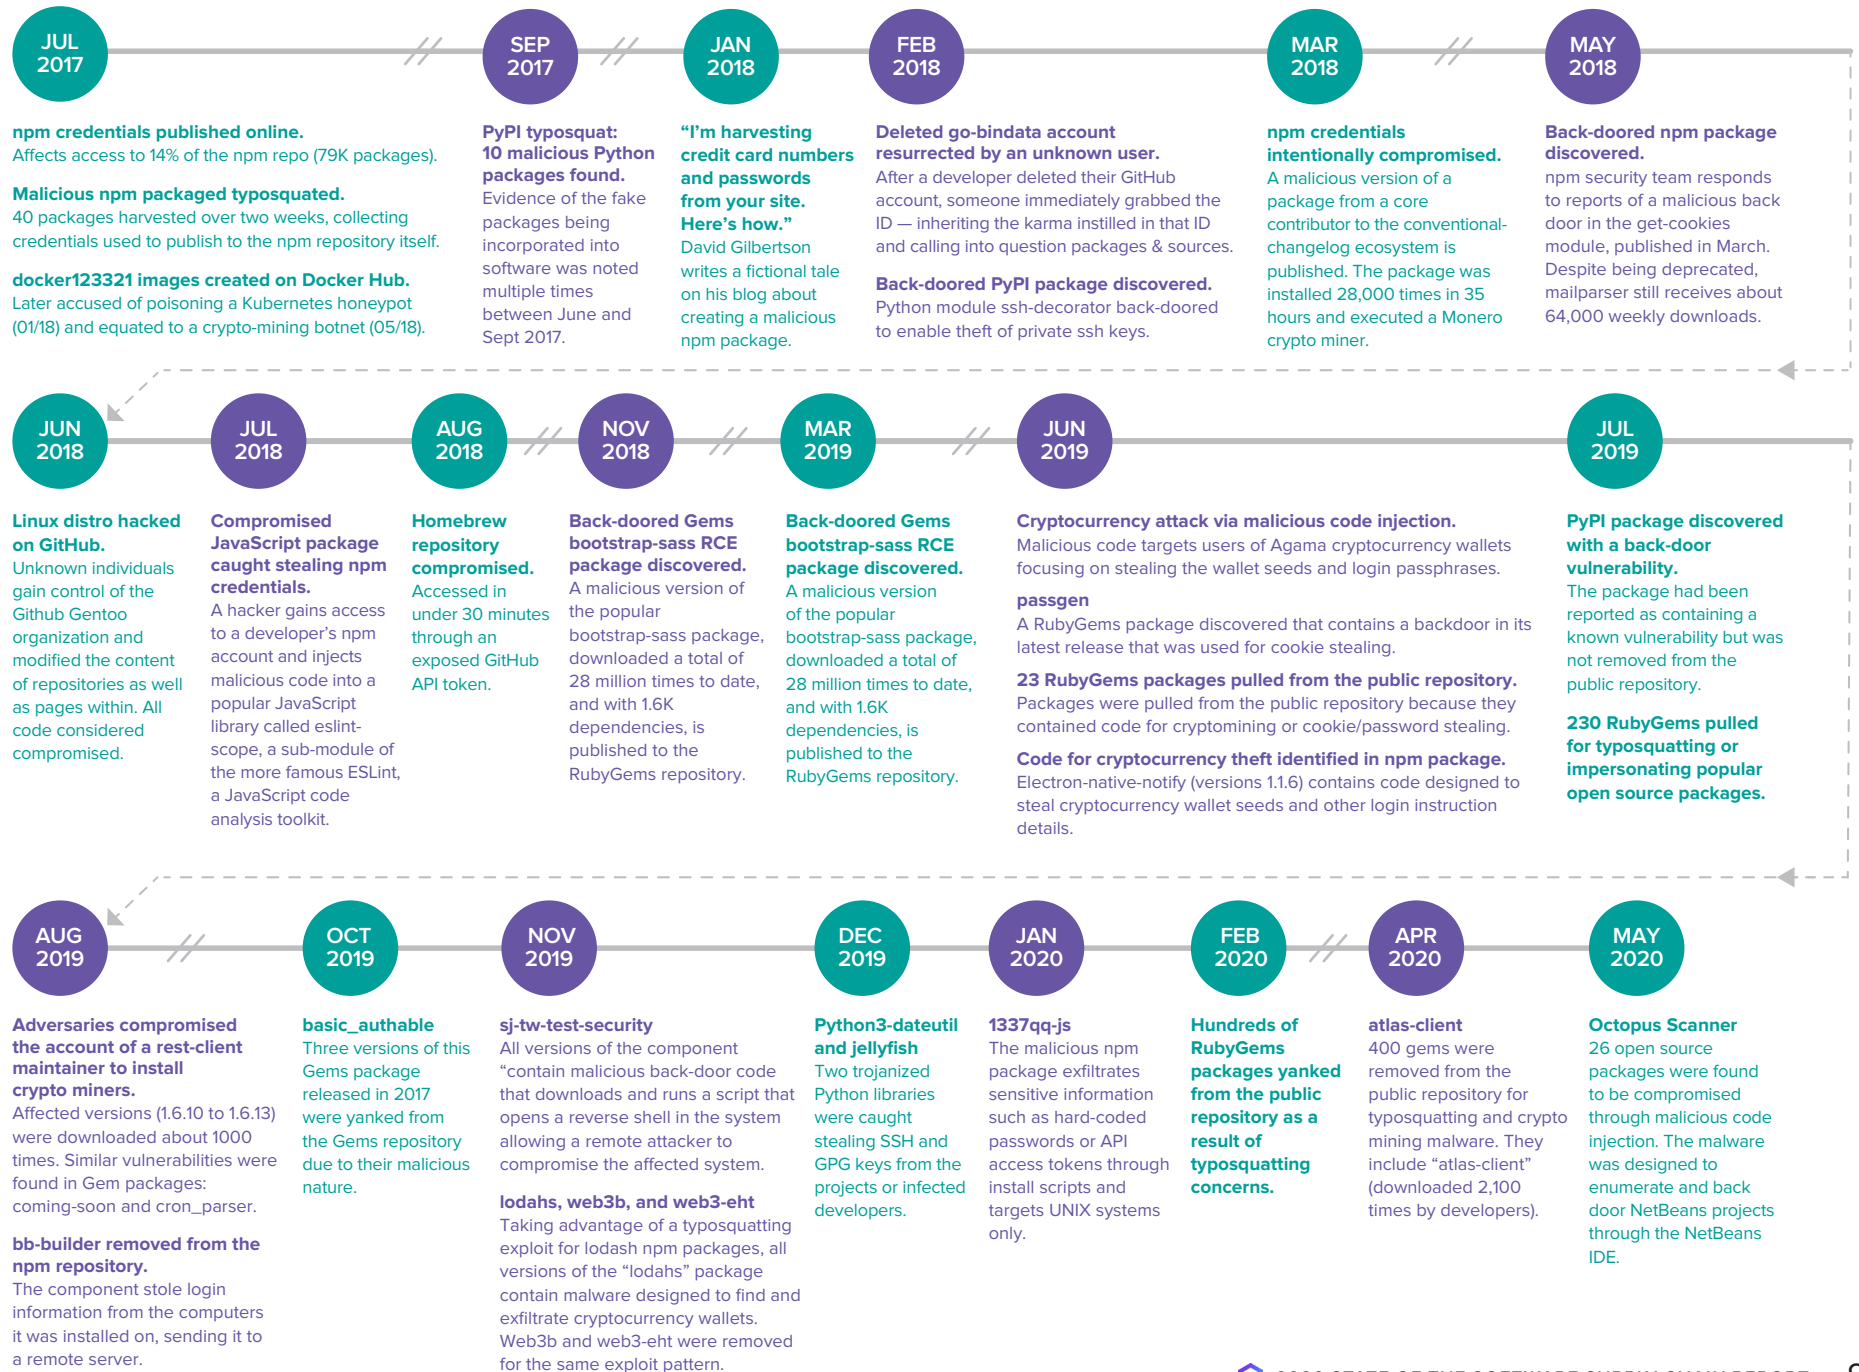 JUL
2017
npm credentials published online.
Affects access to 14% of the npm repo (79K packages).
Malicious npm packaged typosquated.
40 packages harvested over two weeks, collecting
credentials used to publish to the npm repository itself.
docker123321 images created on Docker Hub.
Later accused of poisoning a Kubernetes honeypot
(01/18) and equated to a crypto-mining botnet (05/18).
SEP
2017
PyPI typosquat:
10 malicious Python
packages found.
Evidence of the fake
packages being
incorporated into
software was noted
multiple times
between June and
Sept 2017.
JAN
2018
“I’m harvesting
credit card numbers
and passwords
from your site.
Here’s how.”
David Gilbertson
writes a fictional tale
on his blog about
creating a malicious
npm package.
FEB
2018
Deleted go-bindata account
resurrected by an unknown user.
After a developer deleted their GitHub
account, someone immediately grabbed the
ID — inheriting the karma instilled in that ID
and calling into question packages & sources.
Back-doored PyPI package discovered.
Python module ssh-decorator back-doored
to enable theft of private ssh keys.
MAR
2018
npm credentials
intentionally compromised.
A malicious version of a
package from a core
contributor to the conventional-
changelog ecosystem is
published. The package was
installed 28,000 times in 35
hours and executed a Monero
crypto miner.
MAY
2018
Back-doored npm package
discovered.
npm security team responds
to reports of a malicious back
door in the get-cookies
module, published in March.
Despite being deprecated,
mailparser still receives about
64,000 weekly downloads.
JUN
2018
Linux distro hacked
on GitHub.
Unknown individuals
gain control of the
Github Gentoo
organization and
modified the content
of repositories as well
as pages within. All
code considered
compromised.
JUL
2018
Compromised
JavaScript package
caught stealing npm
credentials.
A hacker gains access
to a developer’s npm
account and injects
malicious code into a
popular JavaScript
library called eslint-
scope, a sub-module of
the more famous ESLint,
a JavaScript code
analysis toolkit.
AUG
2018
Homebrew
repository
compromised.
Accessed in
under 30 minutes
through an
exposed GitHub
API token.
NOV
2018
Back-doored Gems
bootstrap-sass RCE
package discovered.
A malicious version of
the popular
bootstrap-sass package,
downloaded a total of
28 million times to date,
and with 1.6K
dependencies, is
published to the
RubyGems repository.
MAR
2019
Back-doored Gems
bootstrap-sass RCE
package discovered.
A malicious version
of the popular
bootstrap-sass package,
downloaded a total of
28 million times to date,
and with 1.6K
dependencies, is
published to the
RubyGems repository.
JUN
2019
Cryptocurrency attack via malicious code injection.
Malicious code targets users of Agama cryptocurrency wallets
focusing on stealing the wallet seeds and login passphrases.
passgen
A RubyGems package discovered that contains a backdoor in its
latest release that was used for cookie stealing.
23 RubyGems packages pulled from the public repository.
Packages were pulled from the public repository because they
contained code for cryptomining or cookie/password stealing.
Code for cryptocurrency theft identified in npm package.
Electron-native-notify (versions 1.1.6) contains code designed to
steal cryptocurrency wallet seeds and other login instruction
details.
JUL
2019
PyPI package discovered
with a back-door
vulnerability.
The package had been
reported as containing a
known vulnerability but was
not removed from the
public repository.
230 RubyGems pulled
for typosquatting or
impersonating popular
open source packages.
AUG
2019
Adversaries compromised
the account of a rest-client
maintainer to install
crypto miners.
Affected versions (1.6.10 to 1.6.13)
were downloaded about 1000
times. Similar vulnerabilities were
found in Gem packages:
coming-soon and cron_parser.
bb-builder removed from the
npm repository.
The component stole login
information from the computers
it was installed on, sending it to
a remote server.
OCT
2019
basic_authable
Three versions of this
Gems package
released in 2017
were yanked from
the Gems repository
due to their malicious
nature.
NOV
2019
sj-tw-test-security
All versions of the component
“contain malicious back-door code
that downloads and runs a script that
opens a reverse shell in the system
allowing a remote attacker to
compromise the affected system.
lodahs, web3b, and web3-eht
Taking advantage of a typosquatting
exploit for lodash npm packages, all
versions of the “lodahs” package
contain malware designed to find and
exfiltrate cryptocurrency wallets.
Web3b and web3-eht were removed
for the same exploit pattern.
DEC
2019
Python3-dateutil
and jellyfish
Two trojanized
Python libraries
were caught
stealing SSH and
GPG keys from the
projects or infected
developers.
JAN
2020
1337qq-js
The malicious npm
package exfiltrates
sensitive information
such as hard-coded
passwords or API
access tokens through
install scripts and
targets UNIX systems
only.
FEB
2020
Hundreds of
RubyGems
packages yanked
from the public
repository as a
result of
typosquatting
concerns.
APR
2020
atlas-client
400 gems were
removed from the
public repository for
typosquatting and crypto
mining malware. They
include “atlas-client”
(downloaded 2,100
times by developers).
MAY
2020
Octopus Scanner
26 open source
packages were found
to be compromised
through malicious code
injection. The malware
was designed to
enumerate and back
door NetBeans projects
through the NetBeans
IDE.
2020 STATE OF THE SOFTWARE SUPPLY CHAIN REPORT